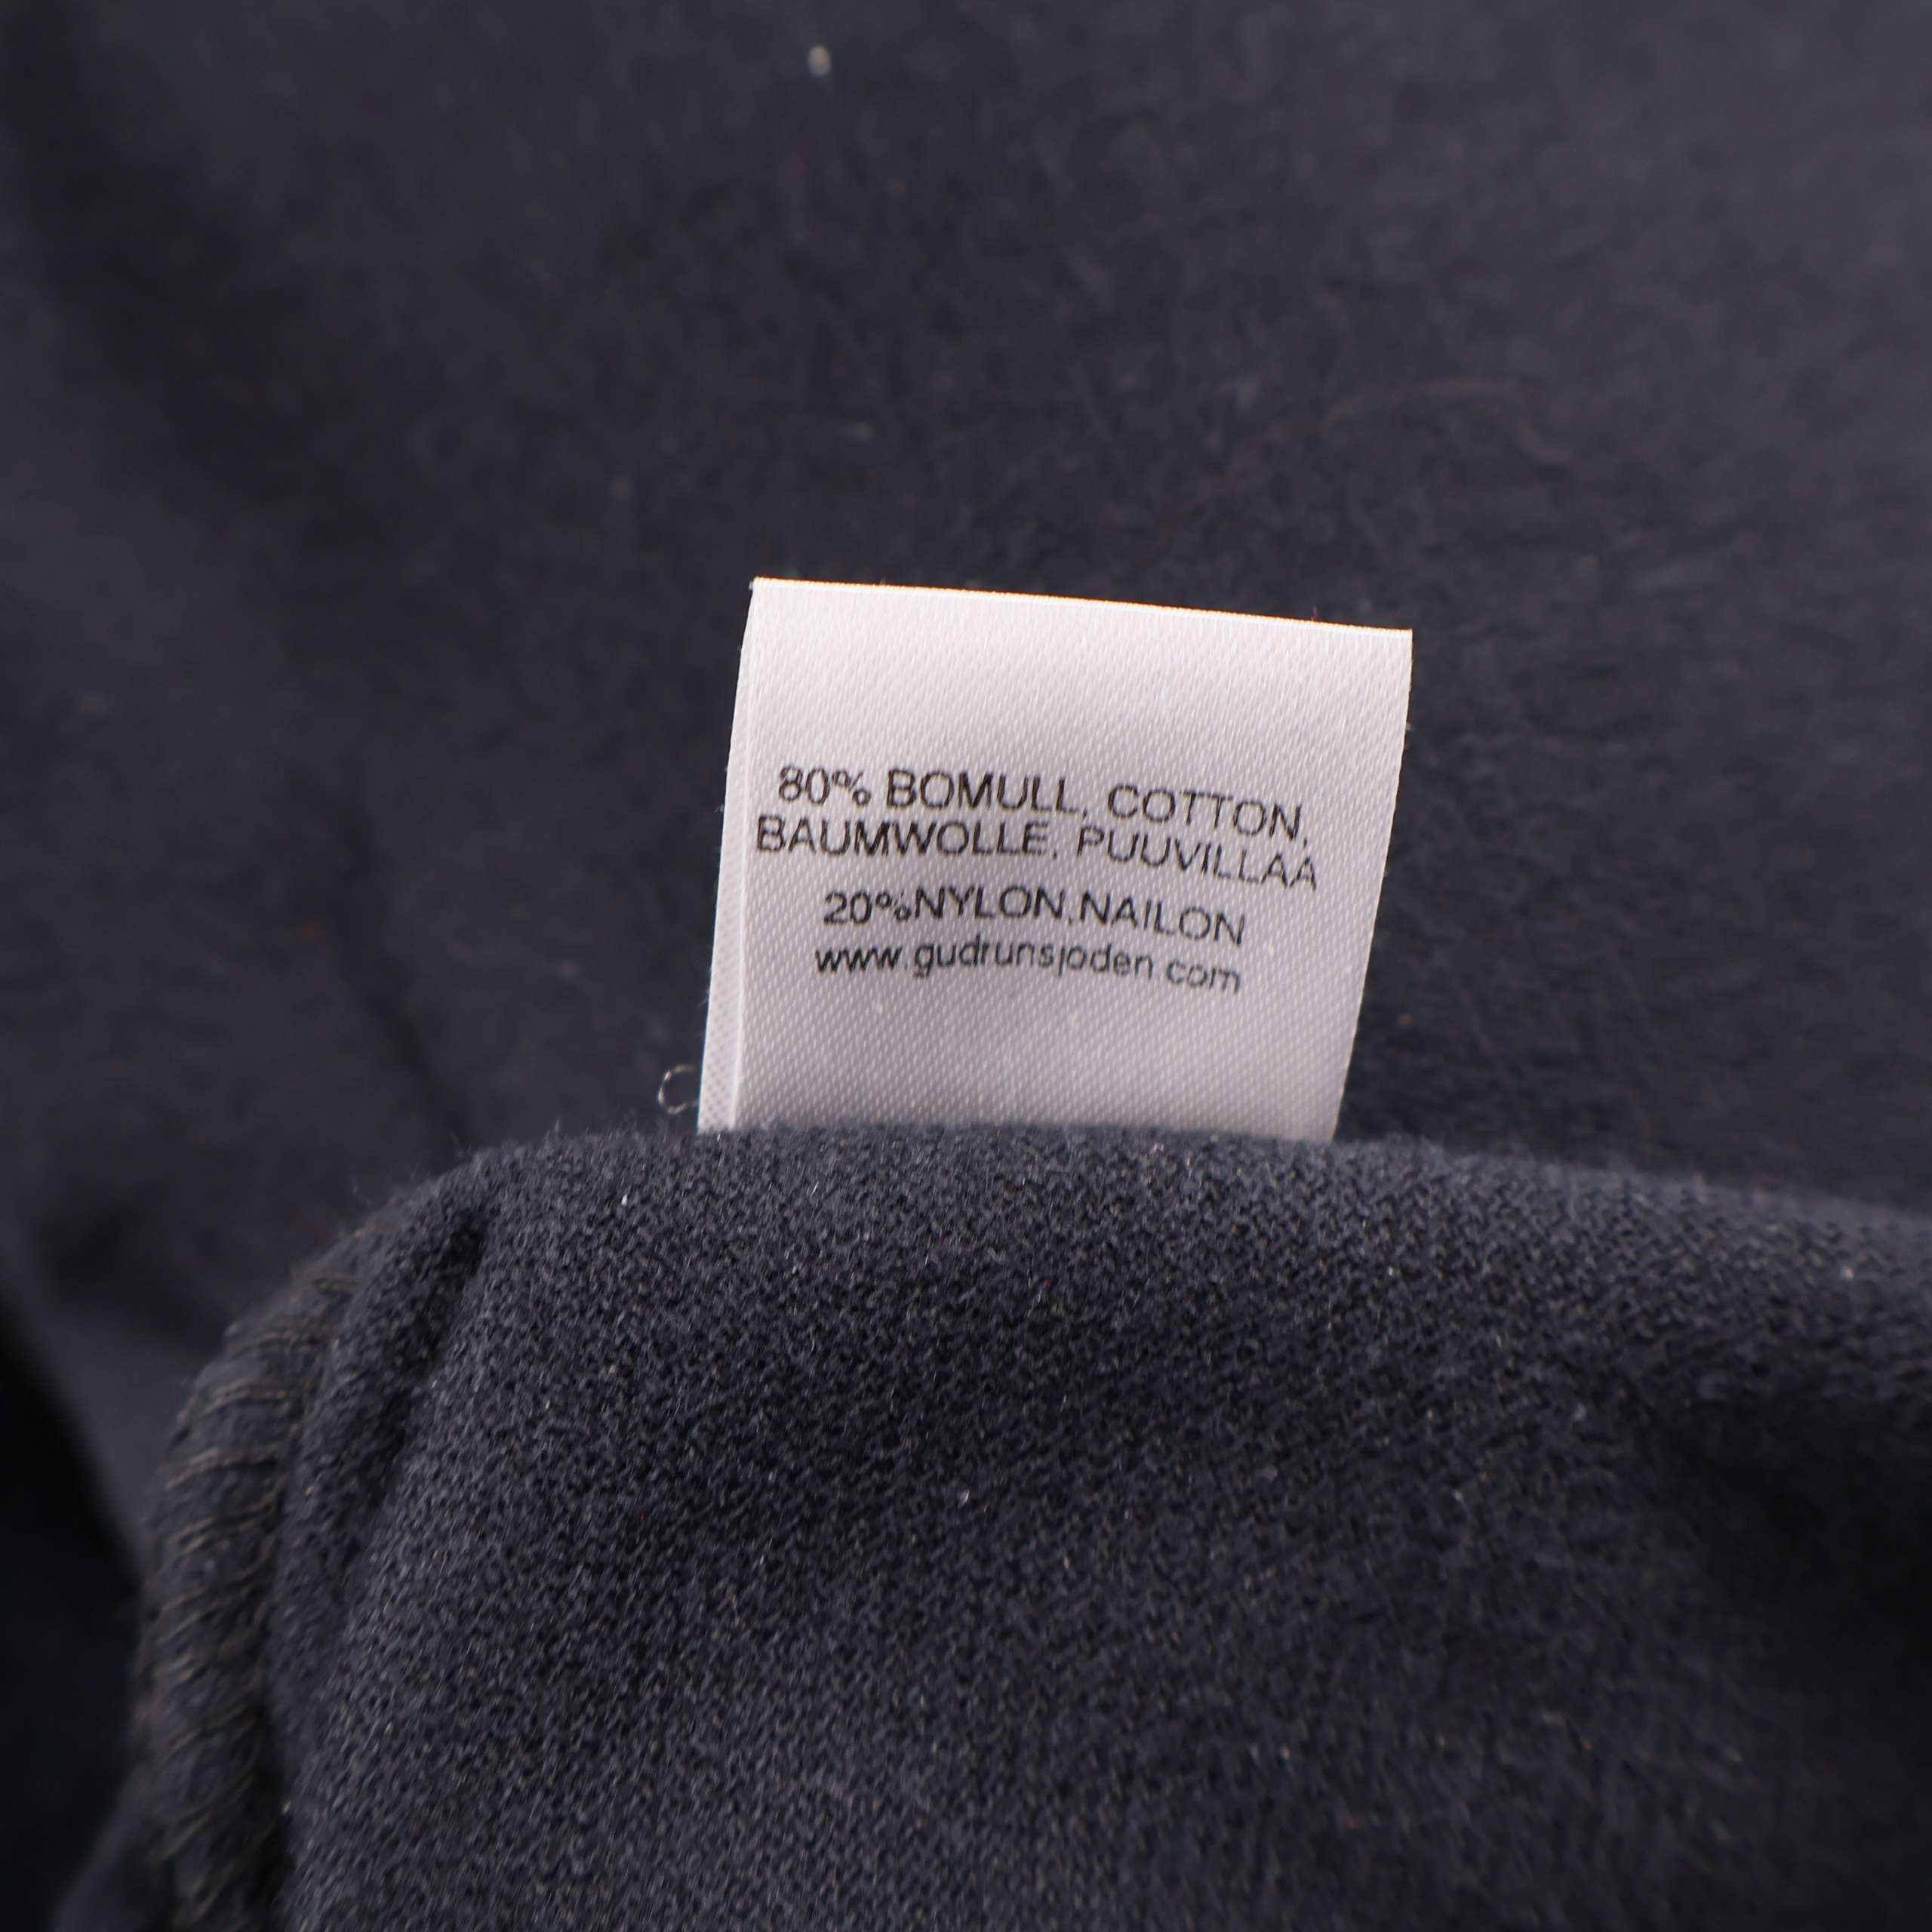 80% BOMULL, COTTON,
BAUMWOLLE, PUUVILLAA
20%NYLON,NAILON
www.gudrunsjoden.com